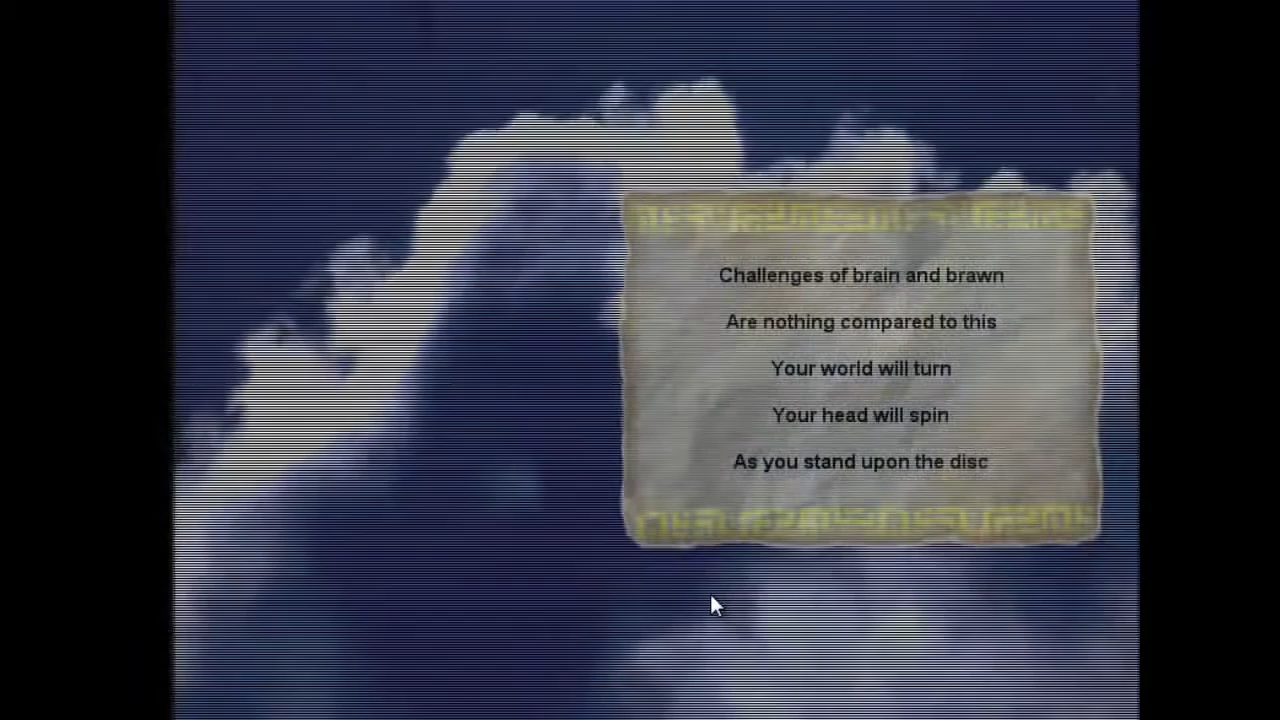 Challenges of brain and brawn
Are nothing compared to this
Your world will turn
Your head will spin
As you stand upon the disc